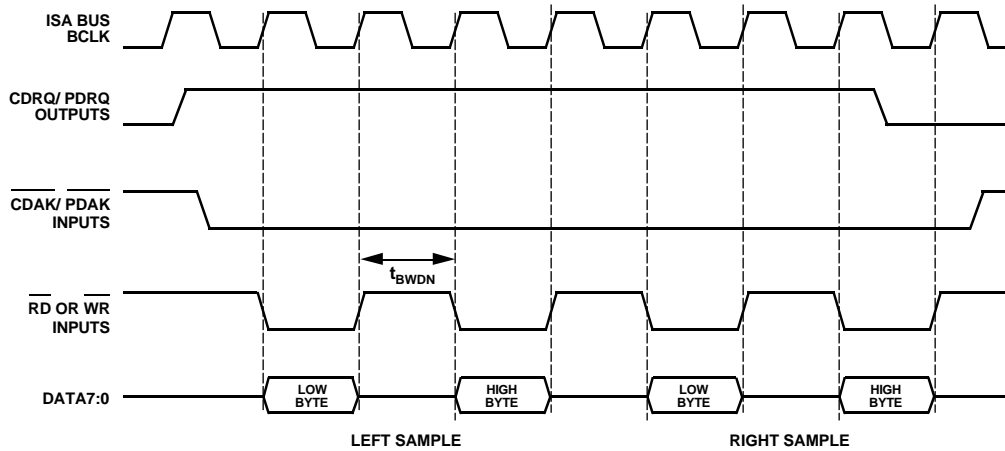 ISA BUS
BCLK
CDRQ/ PDRQ
OUTPUTS
CDAK/ PDAK
INPUTS
tBWDN
RD OR WR
INPUTS
DATA7:0
LOW
BYTE
HIGH
BYTE
LOW
BYTE
HIGH
BYTE
LEFT SAMPLE
RIGHT SAMPLE